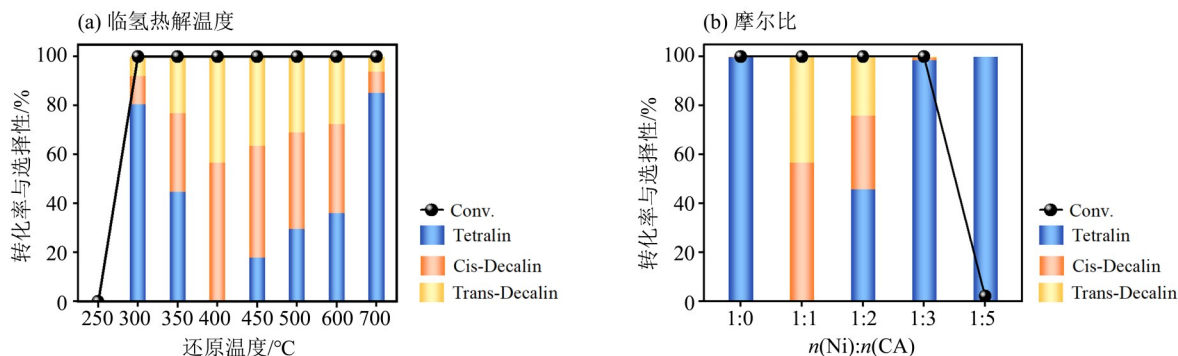 (a) 临氢热解温度
100
80
60
40
20
0
转化率与选择性/%
250 300 350 400 450 500 600 700
还原温度/℃
Conv.
Tetralin
Cis-Decalin
Trans-Decalin
(b) 摩尔比
100
80
60
40
20
0
转化率与选择性/%
1:0 1:1 1:2 1:3 1:5
n(Ni):n(CA)
Conv.
Tetralin
Cis-Decalin
Trans-Decalin